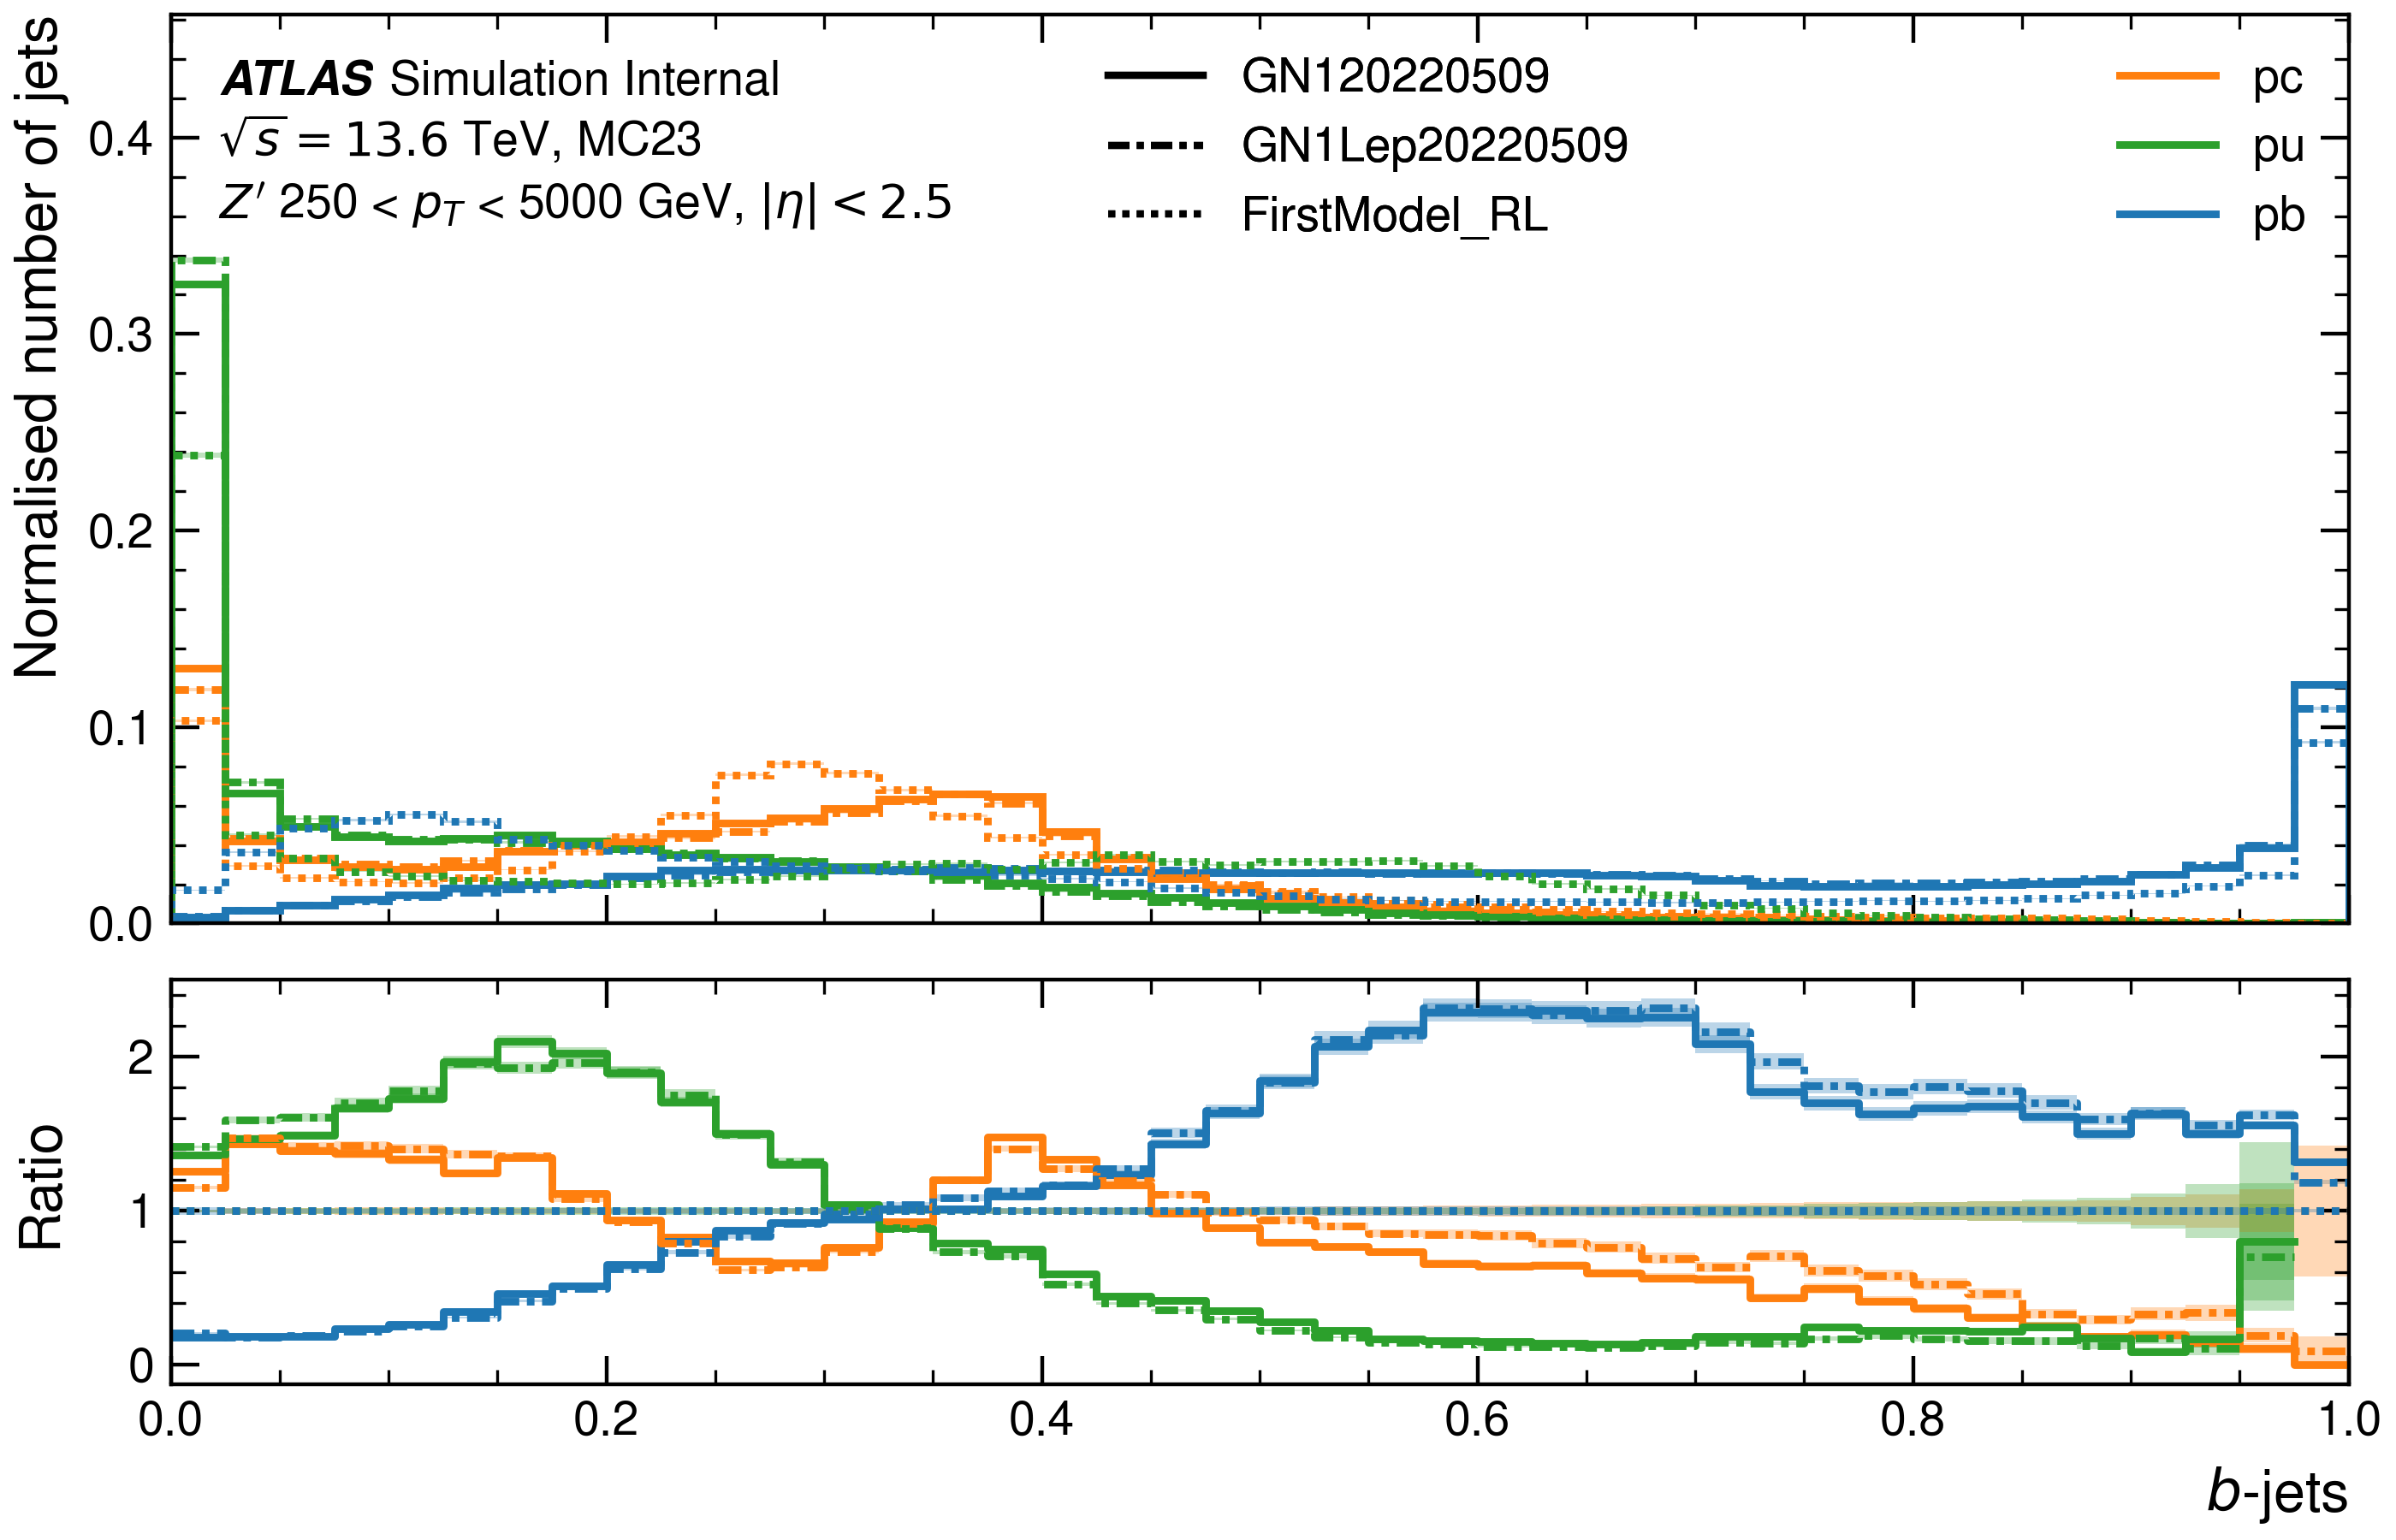 Normalised number of jets
ATLAS Simulation Internal
√s = 13.6 TeV, MC23
Z′ 250 < pT < 5000 GeV, |η| < 2.5
GN120220509
GN1Lep20220509
FirstModel_RL
pc
pu
pb
0.4
0.3
0.2
0.1
0.0
Ratio
2
1
0
0.0 0.2 0.4 0.6 0.8 1.0
b-jets